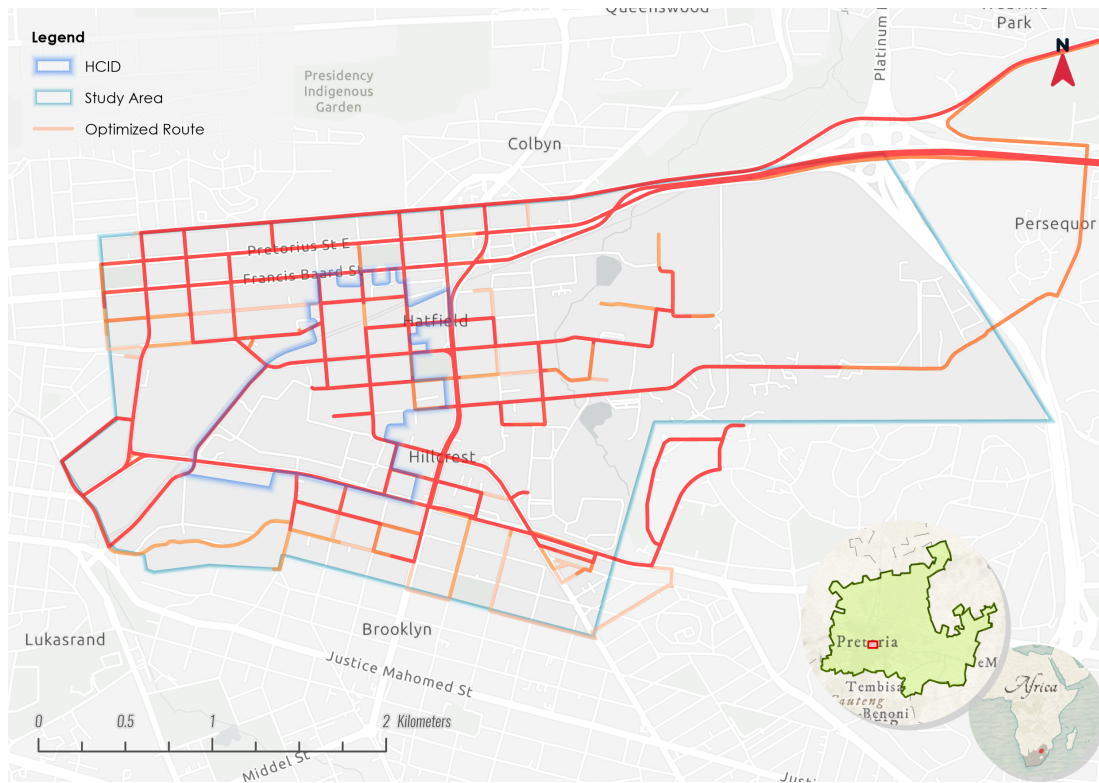 Queenswood
Park
Legend
HCID
Study Area
Optimized Route
Presidency
Indigenous
Garden
Platinum
N
Colbyn
Persequor
Pretorius St E
Francis Baard St
Hatfield
Hillcrest
Lukasrand
Brooklyn
Justice Mahomed St
Middel St
0 0.5 1 2 Kilometers
Pretoria
eM
Tembisa
Gauteng
Benoni
Africa